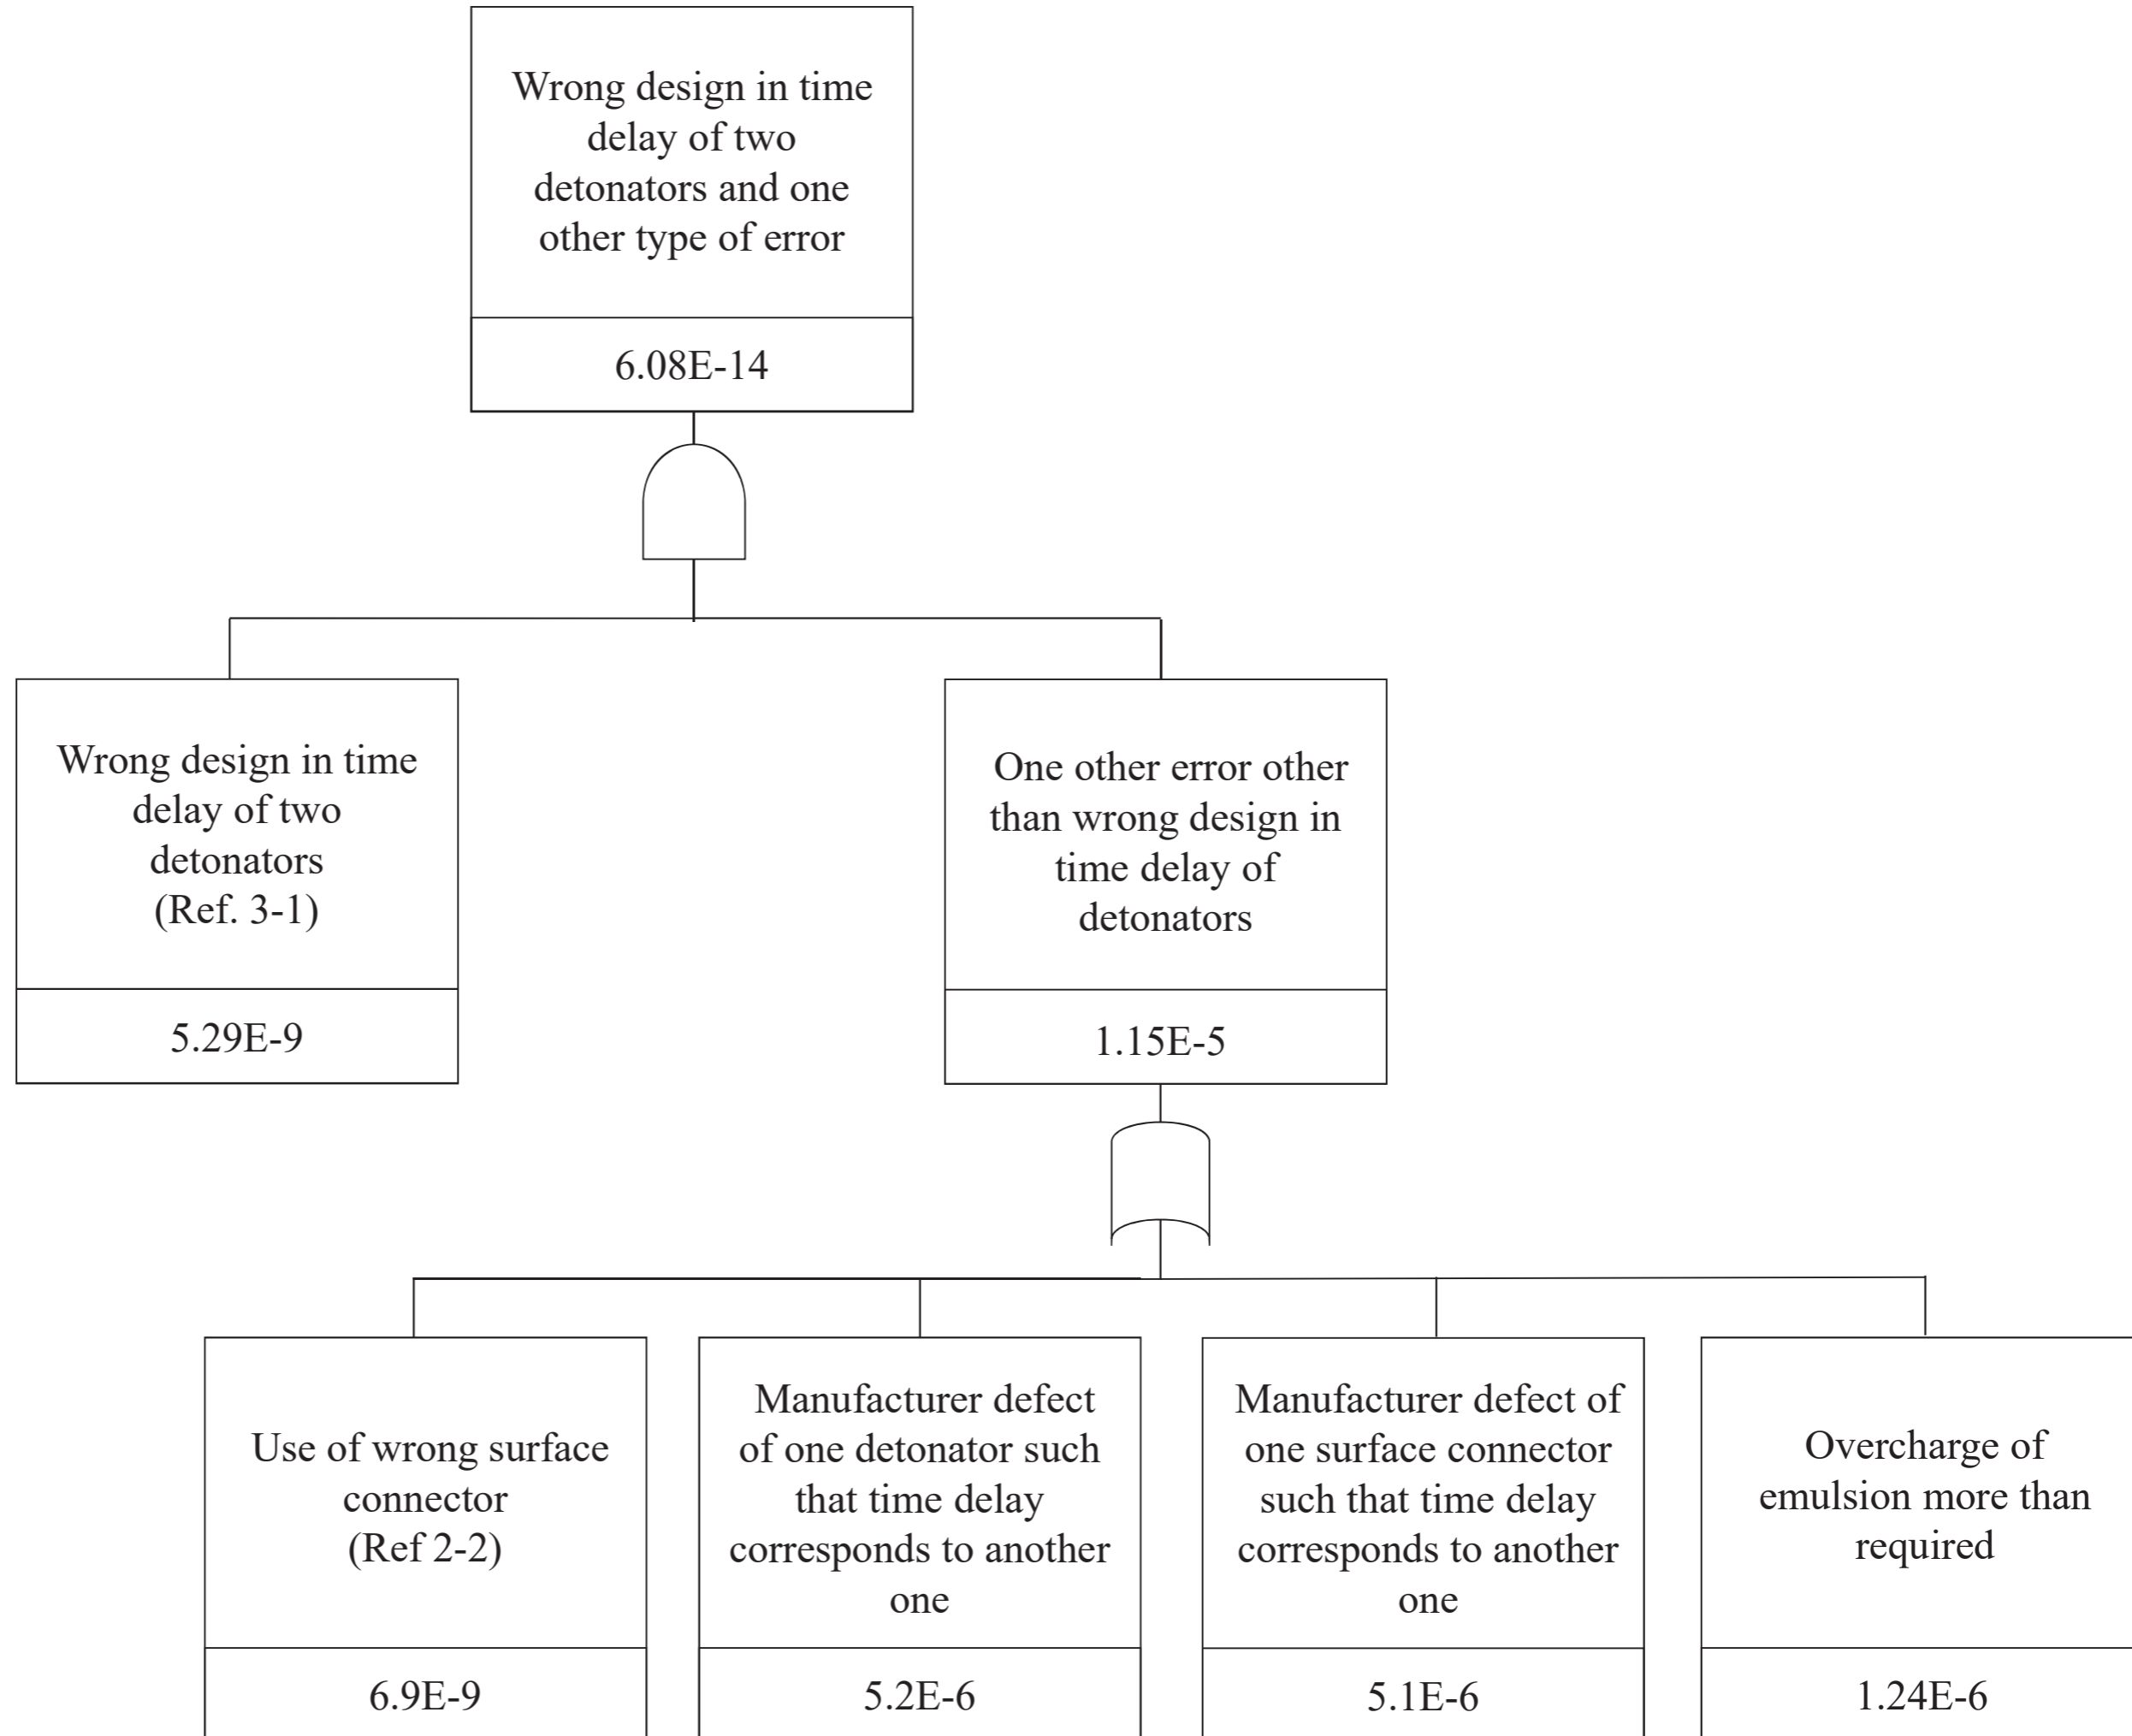 Wrong design in time
delay of two
detonators and one
other type of error
6.08E-14
Wrong design in time
delay of two
detonators
(Ref. 3-1)
5.29E-9
One other error other
than wrong design in
time delay of
detonators
1.15E-5
Use of wrong surface
connector
(Ref 2-2)
6.9E-9
Manufacturer defect
of one detonator such
that time delay
corresponds to another
one
5.2E-6
Manufacturer defect of
one surface connector
such that time delay
corresponds to another
one
5.1E-6
Overcharge of
emulsion more than
required
1.24E-6